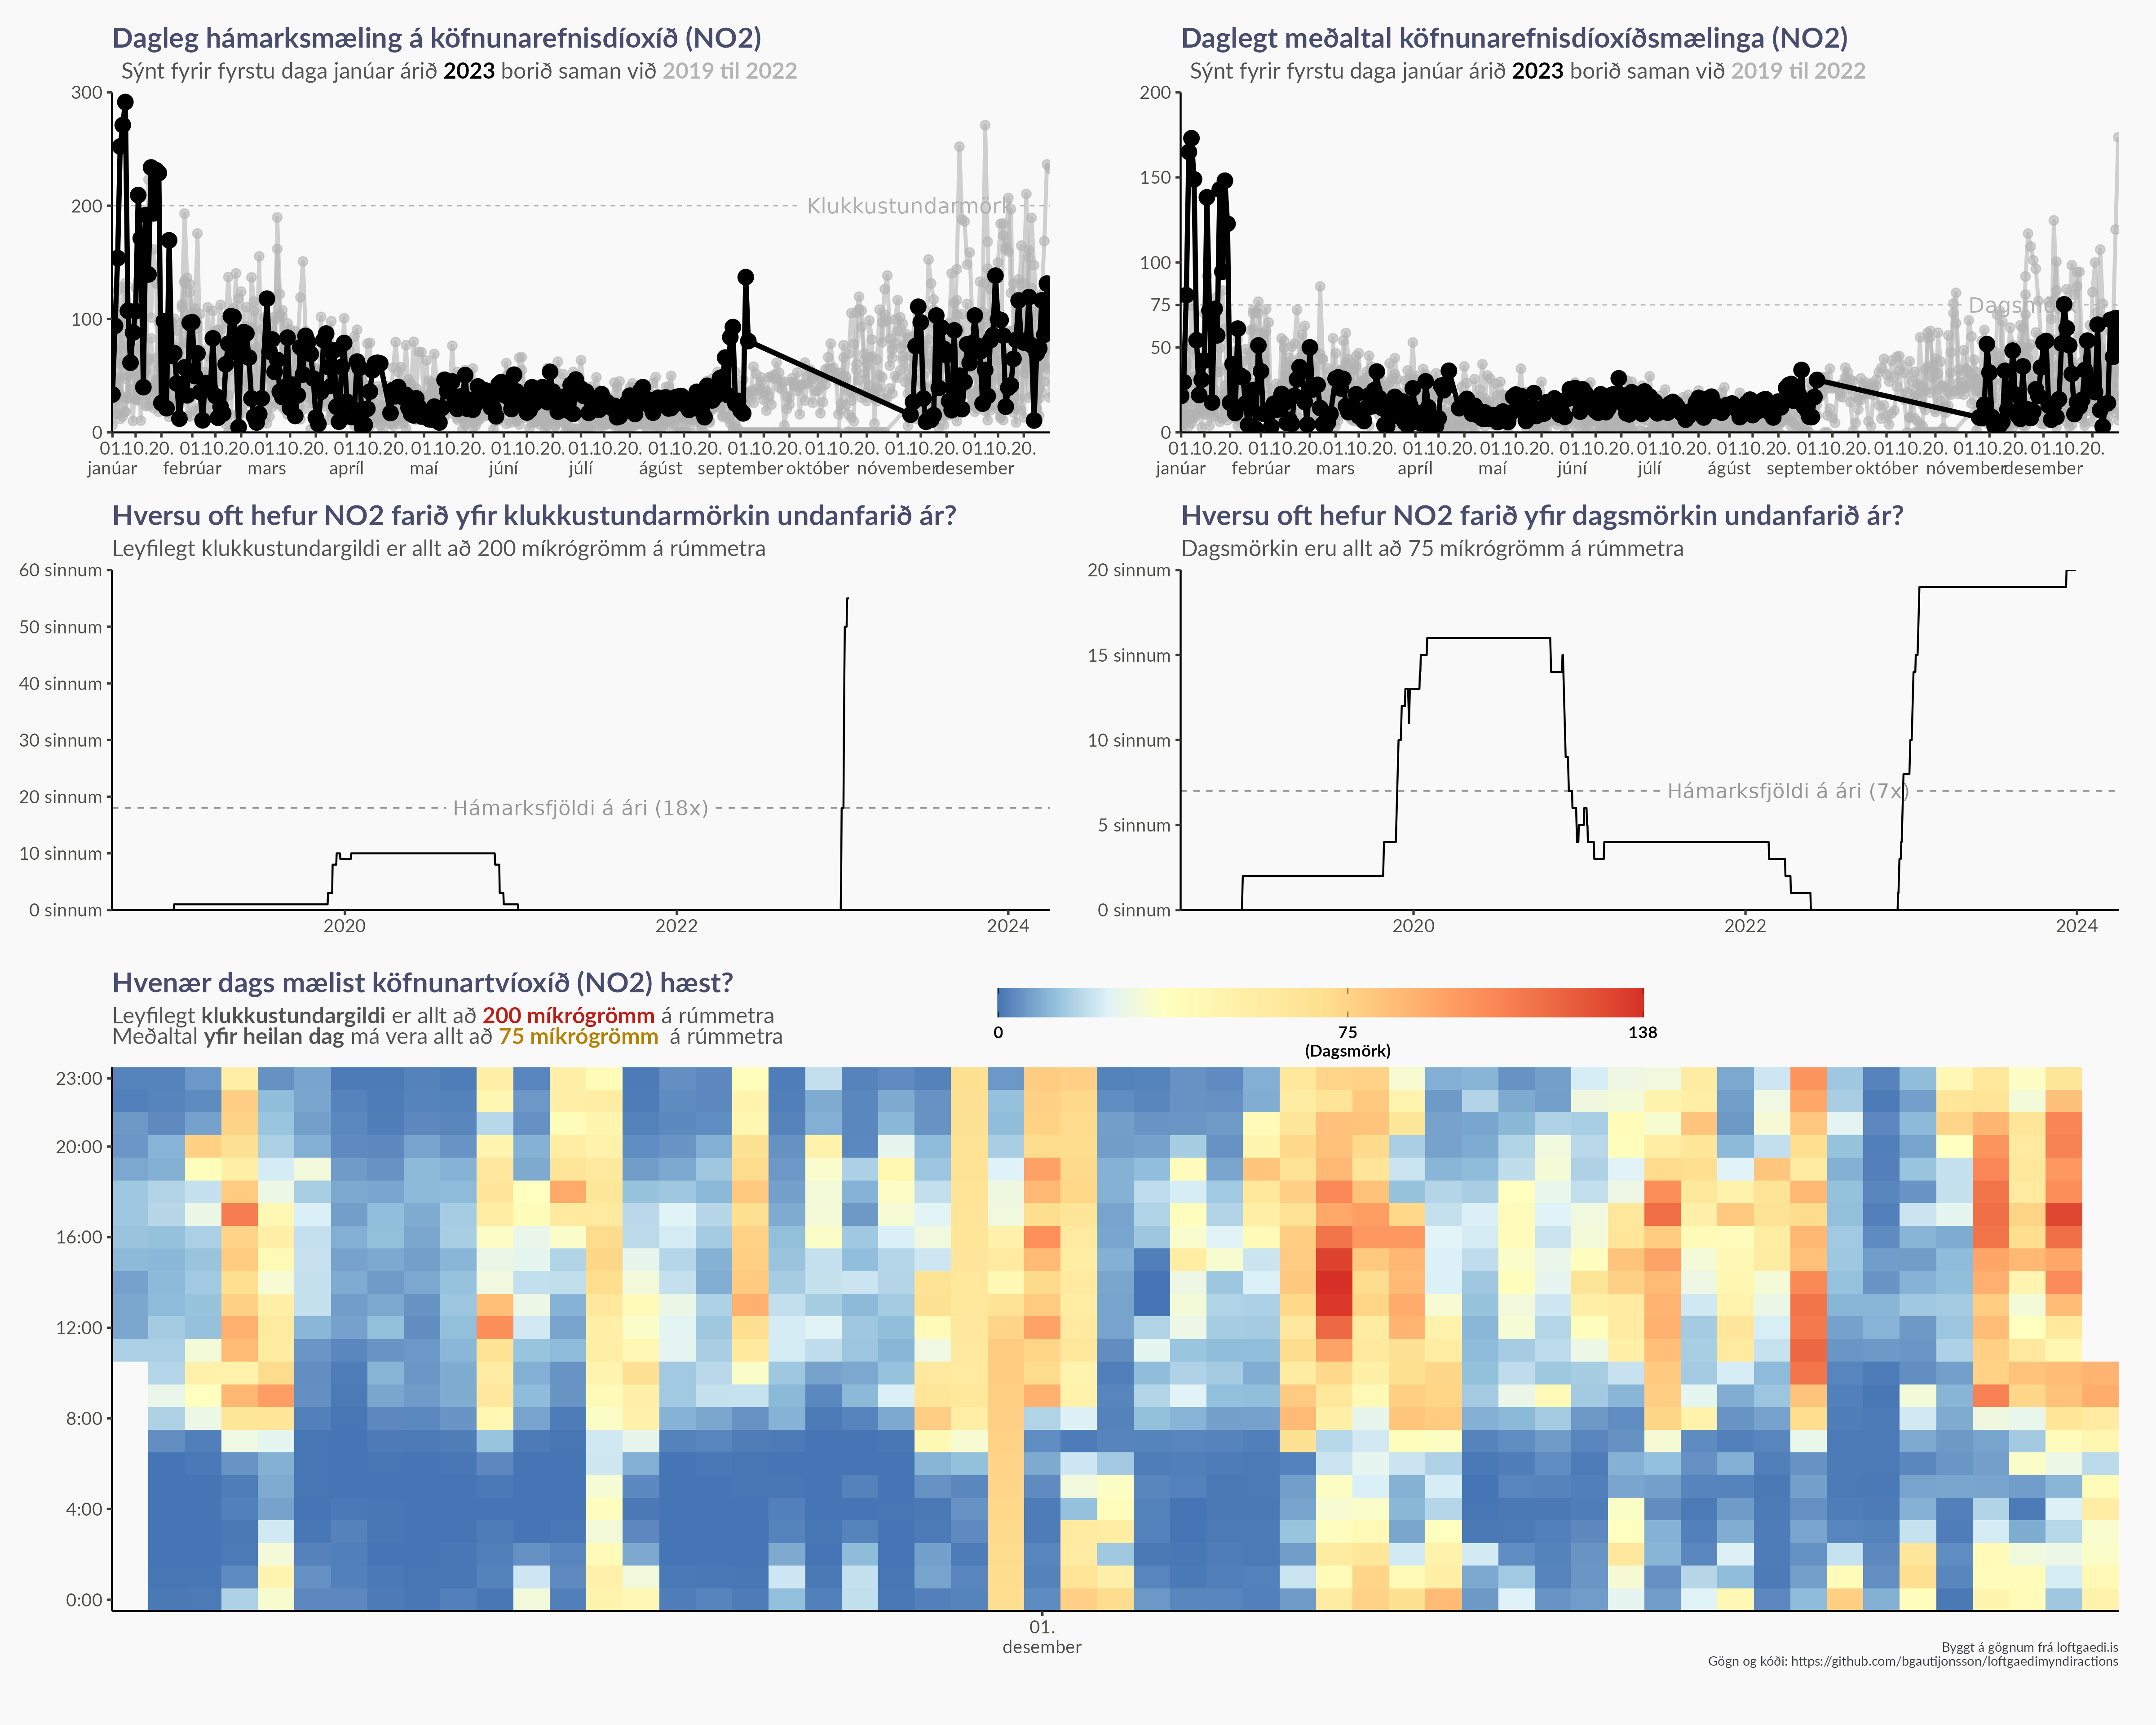 Dagleg hámarksmæling á köfnunarefnisdíoxíð (NO2)
Sýnt fyrir fyrstu daga janúar árið 2023 borið saman við 2019 til 2022
300
200
100
0
Klukkustundarmörk
01.10.20. 01.10.20. 01.10.20. 01.10.20. 01.10.20. 01.10.20. 01.10.20. 01.10.20. 01.10.20. 01.10.20. 01.10.20. 01.10.20.
janúar febrúar mars apríl maí júní júlí ágúst september október nóvember desember
Daglegt meðaltal köfnunarefnisdíoxíðsmælinga (NO2)
Sýnt fyrir fyrstu daga janúar árið 2023 borið saman við 2019 til 2022
200
150
100
75
50
0
01.10.20. 01.10.20. 01.10.20. 01.10.20. 01.10.20. 01.10.20. 01.10.20. 01.10.20. 01.10.20. 01.10.20. 01.10.20. 01.10.20.
janúar febrúar mars apríl maí júní júlí ágúst september október nóvember desember
Hversu oft hefur NO2 farið yfir klukkustundarmörkin undanfarið ár?
Leyfilegt klukkustundargildi er allt að 200 míkrógrömm á rúmmetra
60 sinnum
50 sinnum
40 sinnum
30 sinnum
20 sinnum
10 sinnum
0 sinnum
Hámarksfjöldi á ári (18x)
2020 2022 2024
Hversu oft hefur NO2 farið yfir dagsmörkin undanfarið ár?
Dagsmörkin eru allt að 75 míkrógrömm á rúmmetra
20 sinnum
15 sinnum
10 sinnum
5 sinnum
0 sinnum
Hámarksfjöldi á ári (7x)
2020 2022 2024
Hvenær dags mælist köfnunartvíoxíð (NO2) hæst?
Leyfilegt klukkustundargildi er allt að 200 míkrógrömm á rúmmetra
Meðaltal yfir heilan dag má vera allt að 75 míkrógrömm á rúmmetra
0 75 138
(Dagsmörk)
23:00
20:00
16:00
12:00
8:00
4:00
0:00
01.
desember
Byggt á gögnum frá loftgaedi.is
Gögn og kóði: https://github.com/bgautijonsson/loftgaedimyndiractions